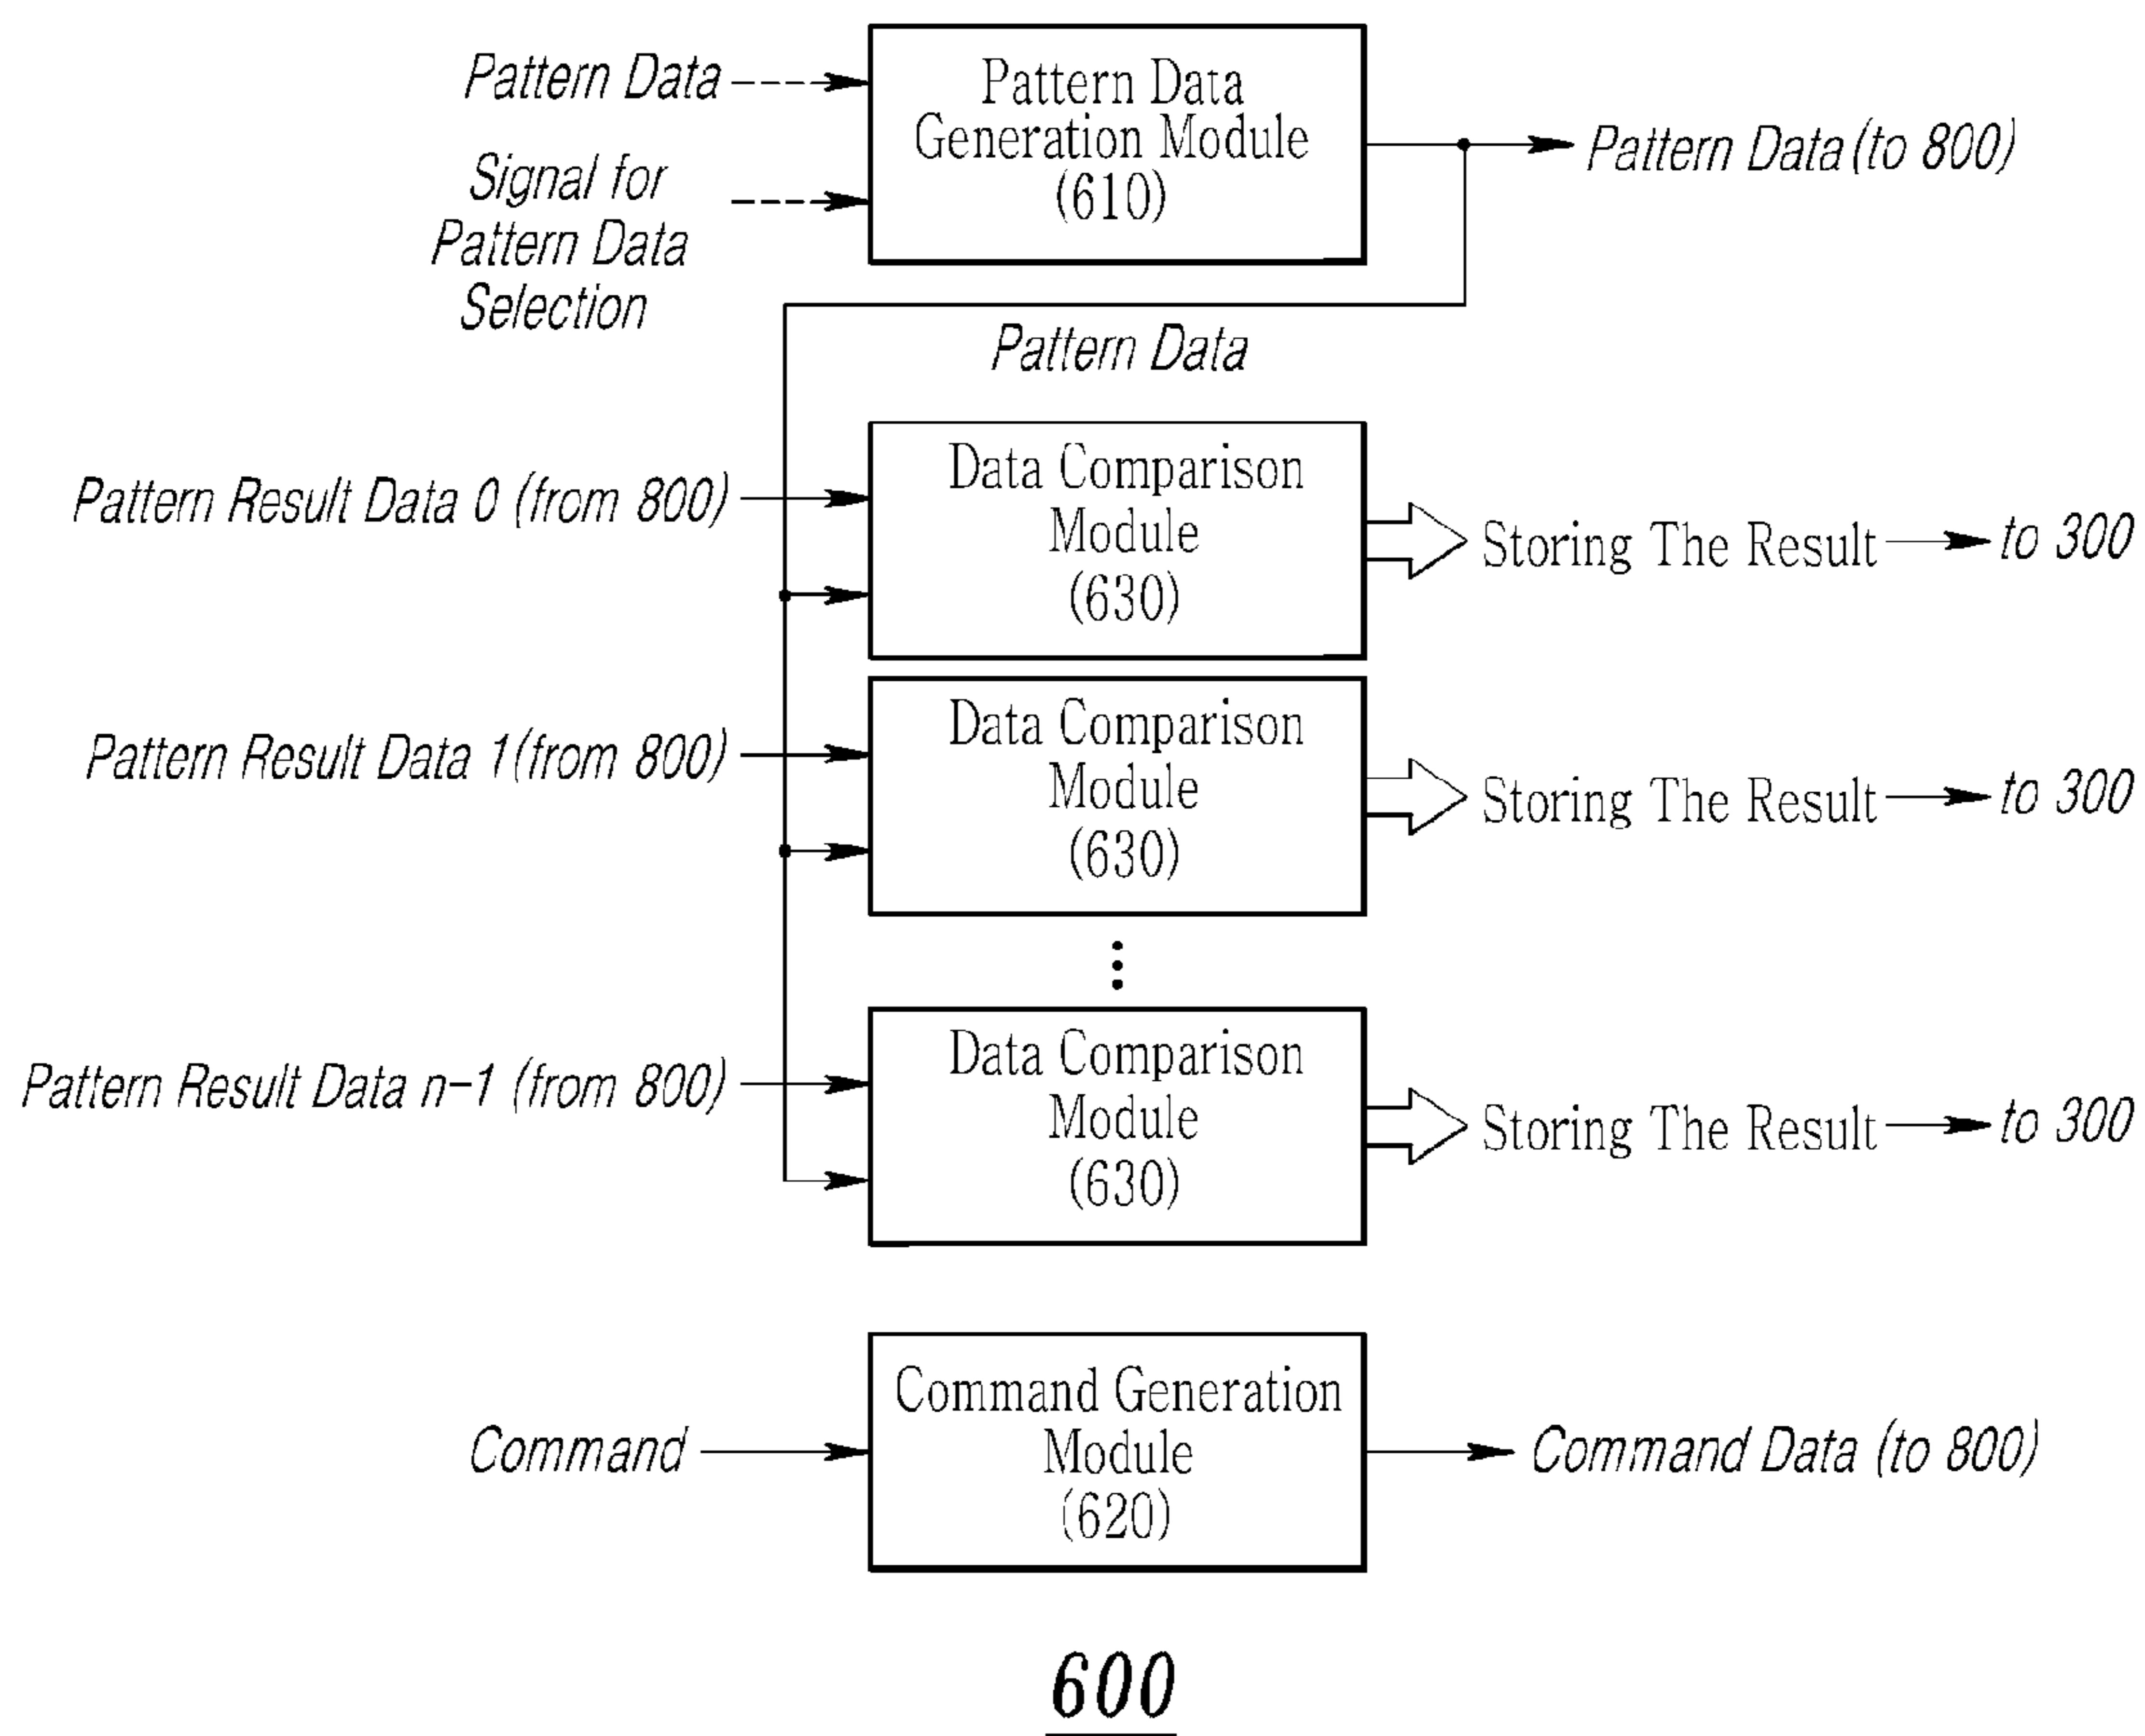 Pattern Data
Signal for
Pattern Data
Selection
Pattern Data
Generation Module
(610)
Pattern Data (to 800)
Pattern Data
Pattern Result Data 0 (from 800)
Data Comparison
Module
(630)
Storing The Result
to 300
Pattern Result Data 1 (from 800)
Data Comparison
Module
(630)
Storing The Result
to 300
Pattern Result Data n-1 (from 800)
Data Comparison
Module
(630)
Storing The Result
to 300
Command
Command Generation
Module
(620)
Command Data (to 800)
600